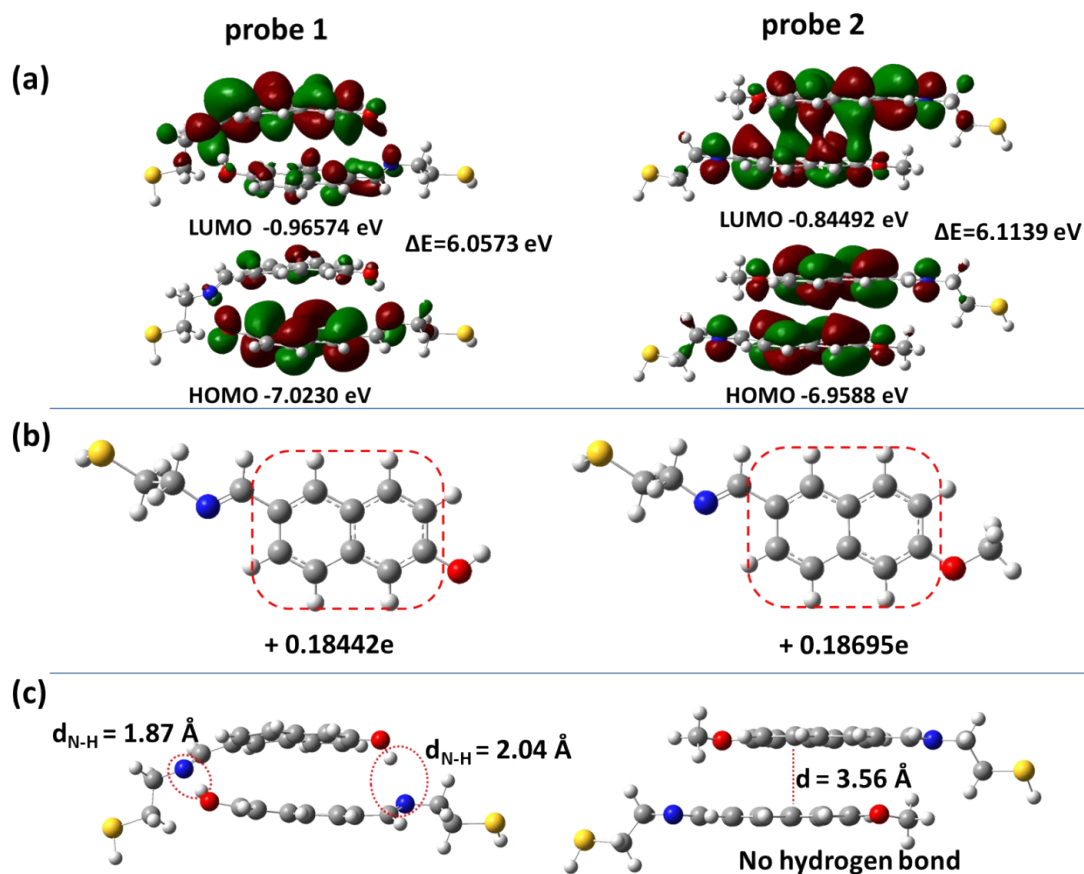 probe 1
probe 2
(a)
LUMO -0.96574 eV
ΔE=6.0573 eV
HOMO -7.0230 eV
LUMO -0.84492 eV
ΔE=6.1139 eV
HOMO -6.9588 eV
(b)
+ 0.18442e
+ 0.18695e
(c)
dN-H = 1.87 Å
dN-H = 2.04 Å
d = 3.56 Å
No hydrogen bond